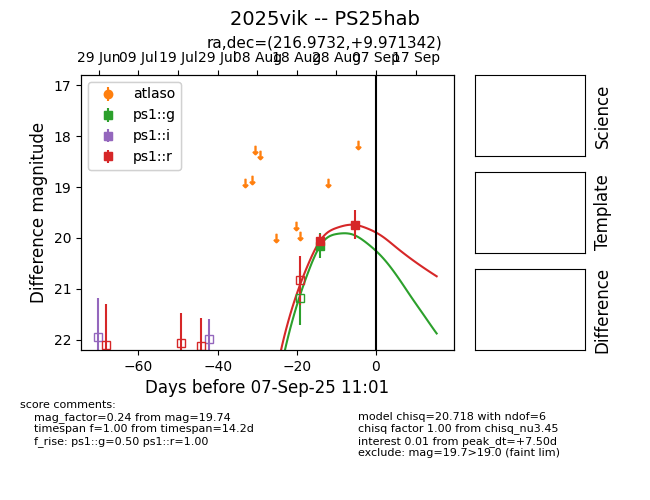 2025vik -- PS25hab
ra,dec=(216.9732,+9.971342)
29 Jun 09 Jul 19 Jul 29 Jul 08 Aug 18 Aug 28 Aug 07 Sep 17 Sep
17
18
19
20
21
22
Difference magnitude
atlaso
ps1::g
ps1::i
ps1::r
Science
Template
Difference
−60 −40 −20 0
Days before 07-Sep-25 11:01
score comments:
mag_factor=0.24 from mag=19.74
timespan f=1.00 from timespan=14.2d
f_rise: ps1::g=0.50 ps1::r=1.00
model chisq=20.718 with ndof=6
chisq factor 1.00 from chisq_nu3.45
interest 0.01 from peak_dt=+7.50d
exclude: mag=19.7>19.0 (faint lim)